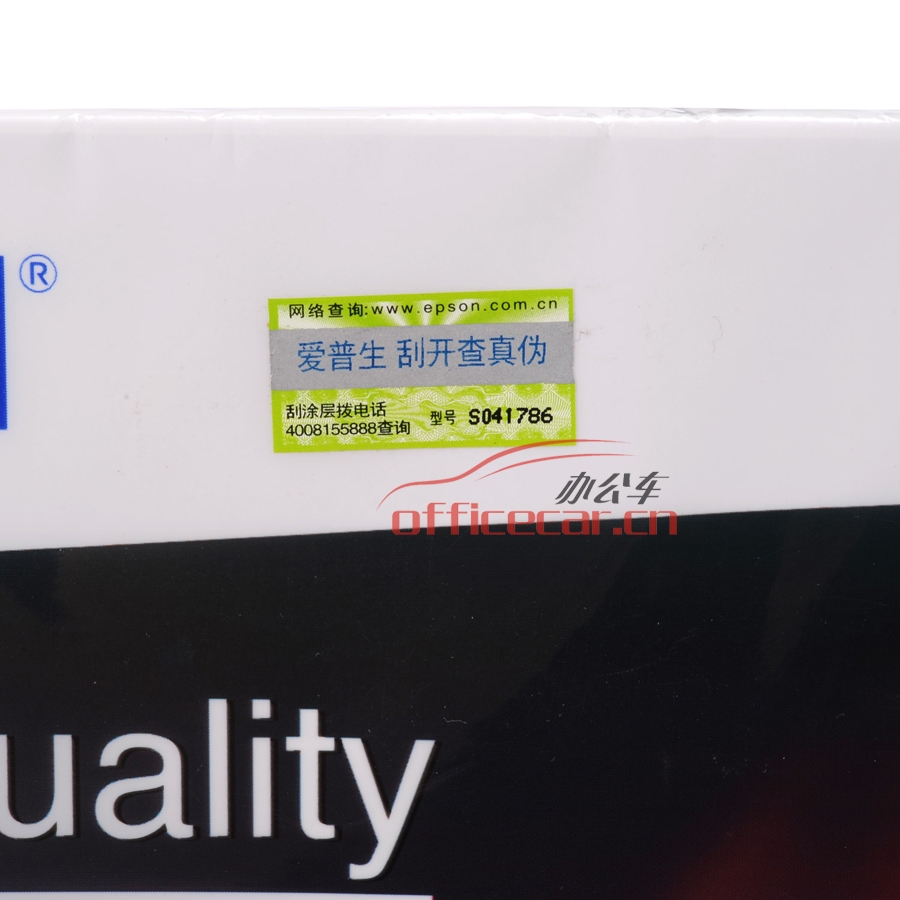 ®
网络查询:www.epson.com.cn
爱普生 刮开查真伪
刮涂层拨电话
4008155888查询
型号 S041786
办公车
officecar.cn
uality